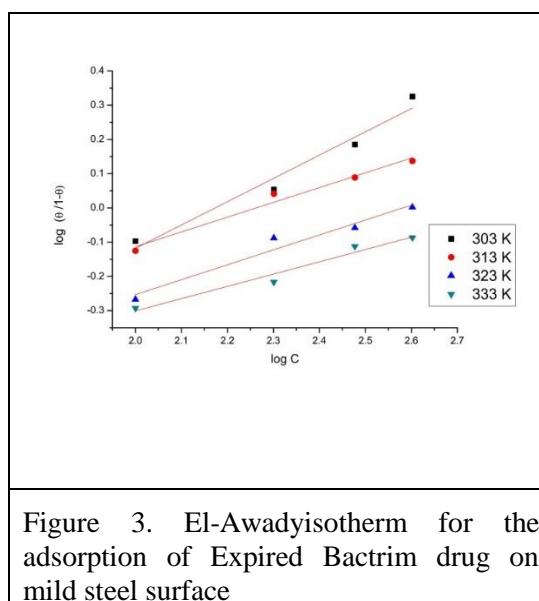 0.4
0.3
0.2
0.1
0.0
-0.1
-0.2
-0.3
log (θ/1-θ)
2.0 2.1 2.2 2.3 2.4 2.5 2.6 2.7
log C
303 K
313 K
323 K
333 K
Figure 3. El-Awadyisotherm for the
adsorption of Expired Bactrim drug on
mild steel surface